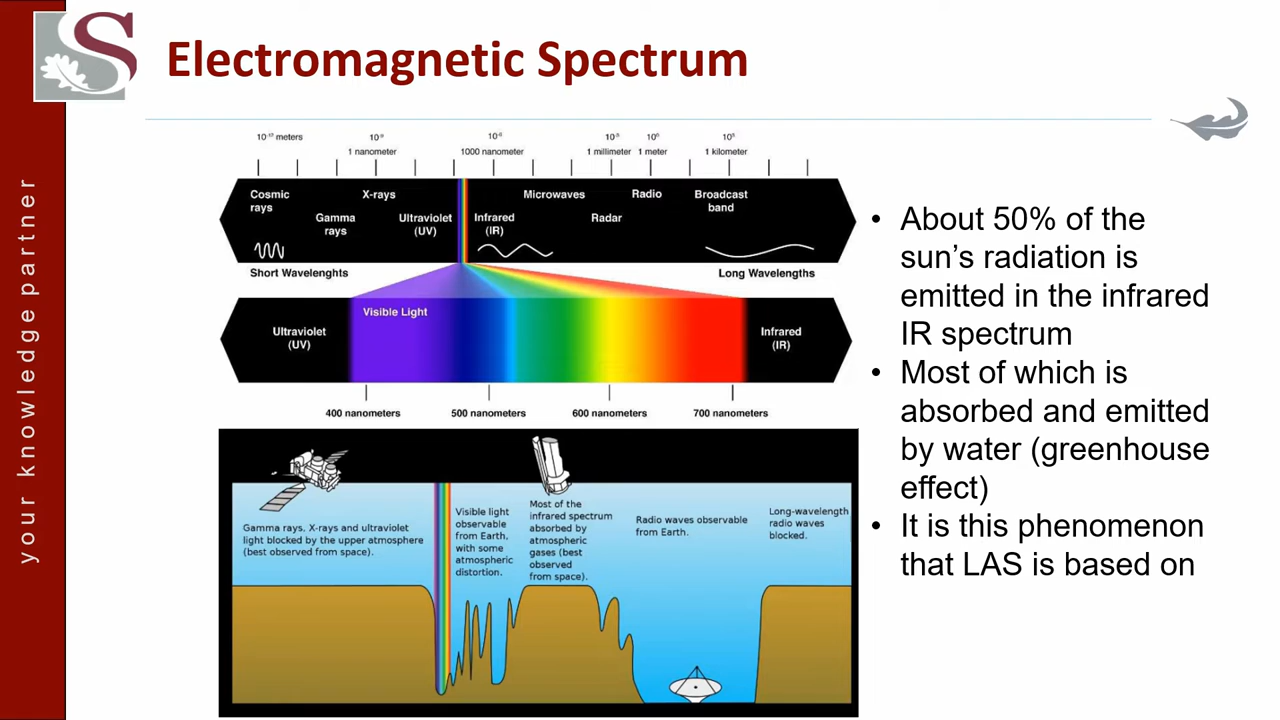 S
Electromagnetic Spectrum
your knowledge partner
10⁻¹⁷ meters
10⁻⁹
1 nanometer
10⁻⁶
1000 nanometer
10⁻³
1 millimeter
10⁰
1 meter
10³
1 kilometer
Cosmic
rays
X-rays
Microwaves
Radio
Broadcast
band
Gamma
rays
Ultraviolet
(UV)
Infrared
(IR)
Radar
Short Wavelenghts
Long Wavelengths
Visible Light
Ultraviolet
(UV)
Infrared
(IR)
400 nanometers
500 nanometers
600 nanometers
700 nanometers
Gamma rays, X-rays and ultraviolet
light blocked by the upper atmosphere
(best observed from space).
Visible light
observable
from Earth,
with some
atmospheric
distortion.
Most of the
infrared spectrum
absorbed by
atmospheric
gases (best
observed
from space).
Radio waves observable
from Earth.
Long-wavelength
radio waves
blocked.
• About 50% of the
sun’s radiation is
emitted in the infrared
IR spectrum
• Most of which is
absorbed and emitted
by water (greenhouse
effect)
• It is this phenomenon
that LAS is based on